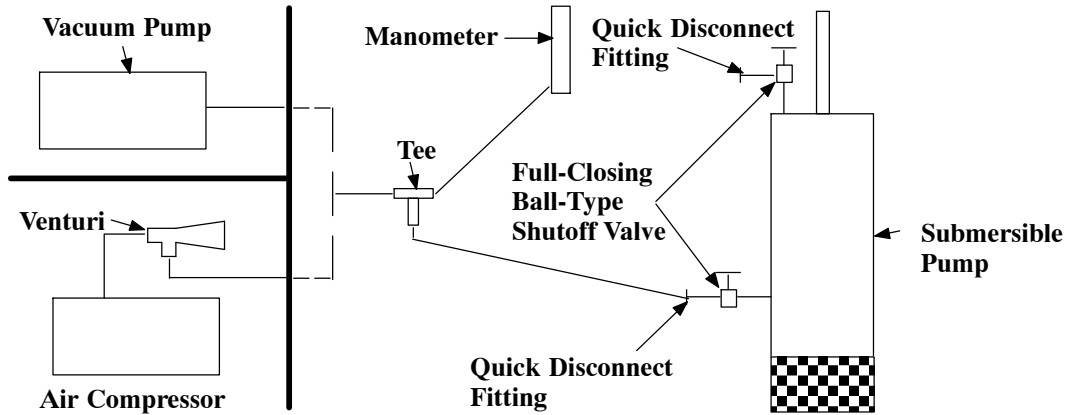 Vacuum Pump
Manometer
Quick Disconnect
Fitting
Tee
Full-Closing
Ball-Type
Shutoff Valve
Venturi
Submersible
Pump
Quick Disconnect
Fitting
Air Compressor